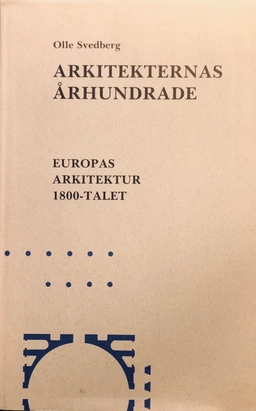 Olle Svedberg
ARKITEKTERNAS
ÅRHUNDRADE
EUROPAS
ARKITEKTUR
1800-TALET